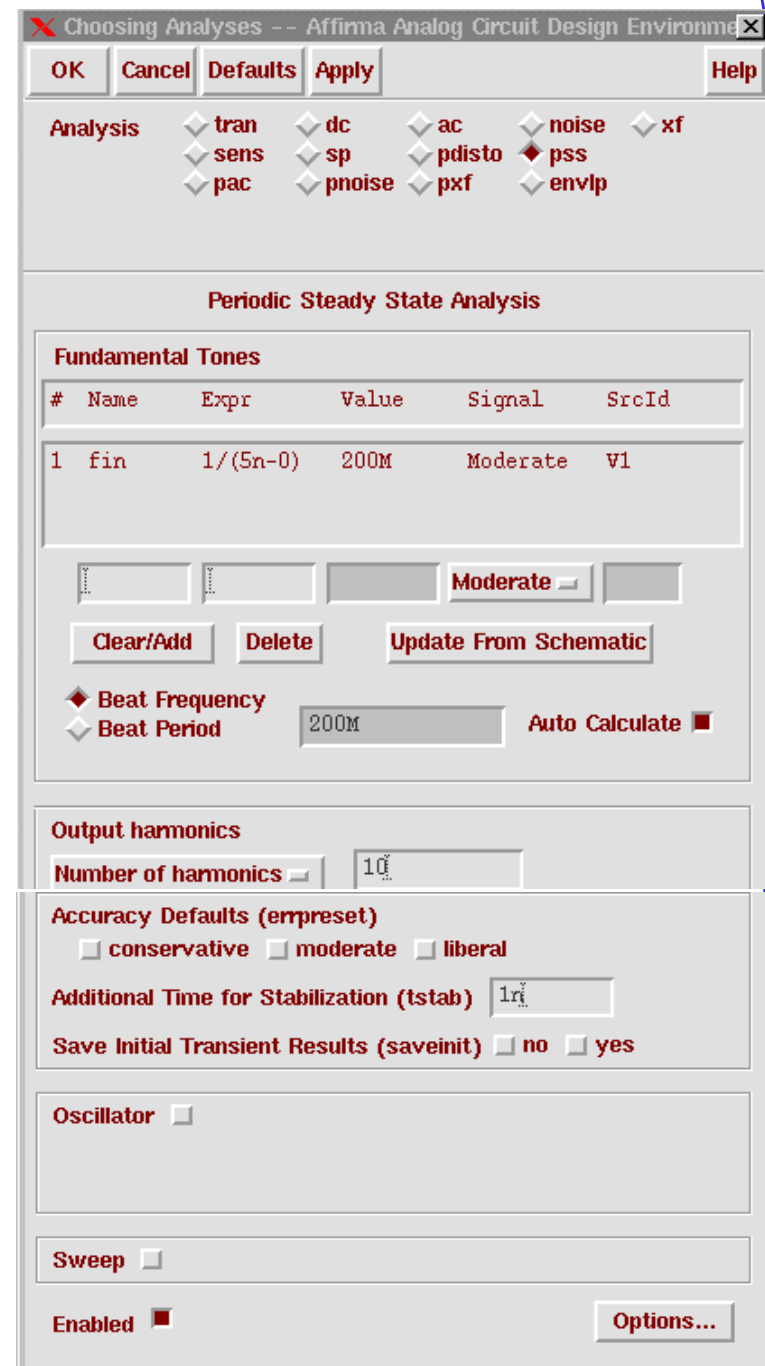 Choosing Analyses -- Affirma Analog Circuit Design Environme
OK Cancel Defaults Apply Help
Analysis tran dc ac noise xf
sens sp pdisto pss
pac pnoise pxf envlp
Periodic Steady State Analysis
Fundamental Tones
# Name Expr Value Signal SrcId
1 fin 1/(5n-0) 200M Moderate V1
Moderate
Clear/Add Delete Update From Schematic
Beat Frequency
Beat Period 200M Auto Calculate
Output harmonics
Number of harmonics 10
Accuracy Defaults (errpreset)
conservative moderate liberal
Additional Time for Stabilization (tstab) 1n
Save Initial Transient Results (saveinit) no yes
Oscillator
Sweep
Enabled Options...